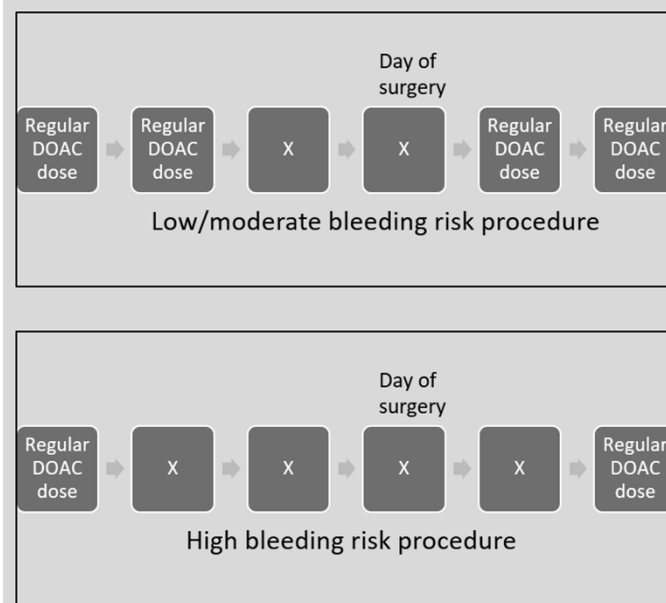 Day of
surgery
Regular
DOAC
dose
Regular
DOAC
dose
X
X
Regular
DOAC
dose
Regular
DOAC
dose
Low/moderate bleeding risk procedure
Day of
surgery
Regular
DOAC
dose
X
X
X
X
Regular
DOAC
dose
High bleeding risk procedure